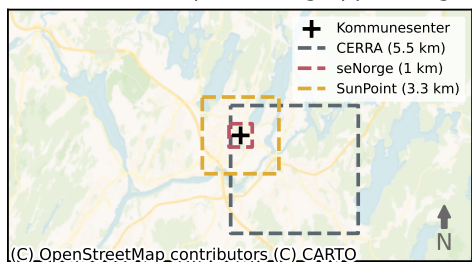 Kommunesenter
CERRA (5.5 km)
seNorge (1 km)
SunPoint (3.3 km)
N
(C) OpenStreetMap contributors (C) CARTO